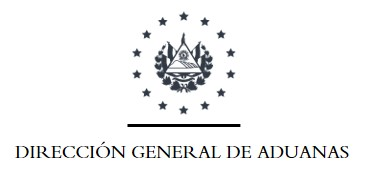 DIRECCIÓN GENERAL DE ADUANAS